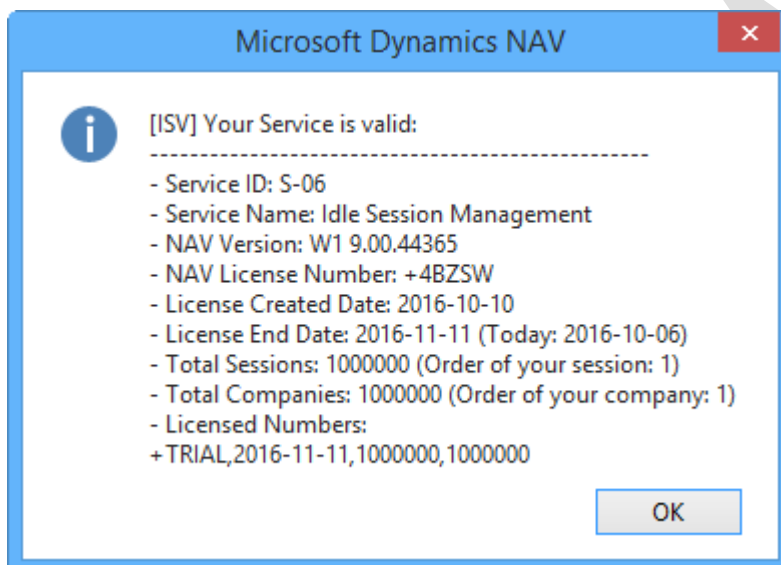 Microsoft Dynamics NAV
[ISV] Your Service is valid:
--------------------------------------------------
- Service ID: S-06
- Service Name: Idle Session Management
- NAV Version: W1 9.00.44365
- NAV License Number: +4BZSW
- License Created Date: 2016-10-10
- License End Date: 2016-11-11 (Today: 2016-10-06)
- Total Sessions: 1000000 (Order of your session: 1)
- Total Companies: 1000000 (Order of your company: 1)
- Licensed Numbers:
+TRIAL,2016-11-11,1000000,1000000
OK